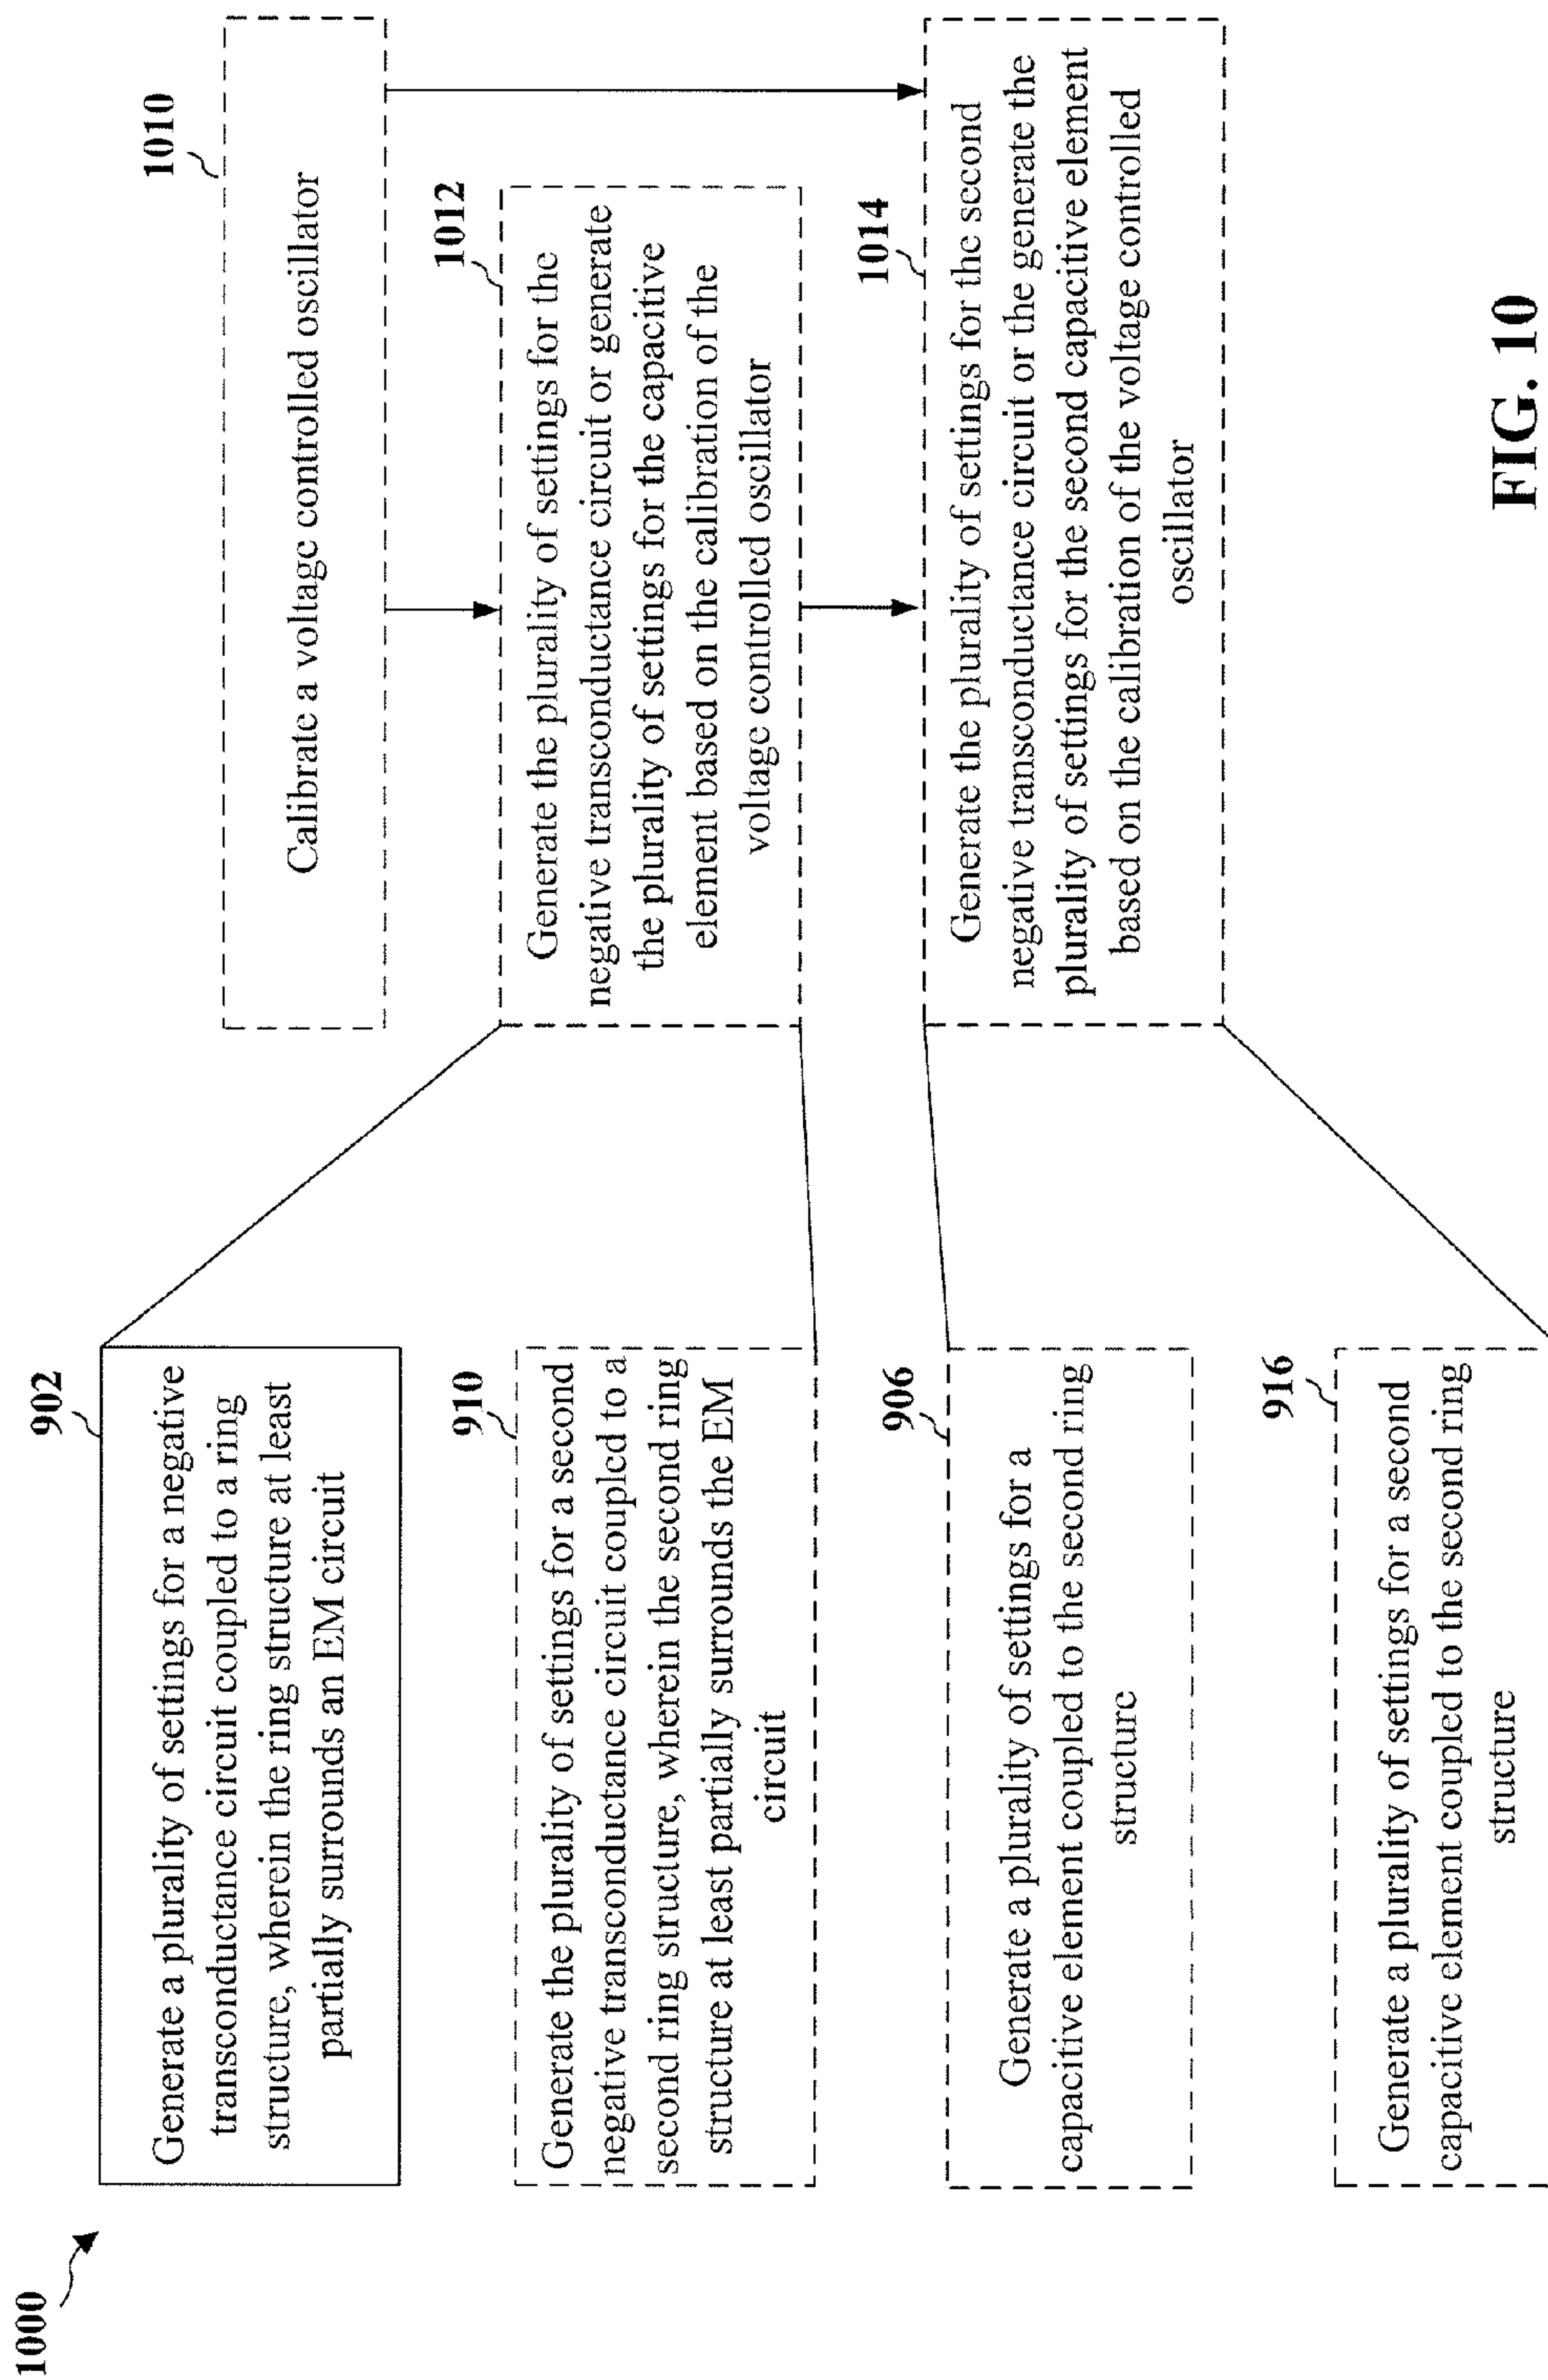 1000
902
Generate a plurality of settings for a negative
transconductance circuit coupled to a ring
structure, wherein the ring structure at least
partially surrounds an EM circuit
910
Generate the plurality of settings for a second
negative transconductance circuit coupled to a
second ring structure, wherein the second ring
structure at least partially surrounds the EM
circuit
906
Generate a plurality of settings for a
capacitive element coupled to the second ring
structure
916
Generate a plurality of settings for a second
capacitive element coupled to the second ring
structure
1010
Calibrate a voltage controlled oscillator
1012
Generate the plurality of settings for the
negative transconductance circuit or generate
the plurality of settings for the capacitive
element based on the calibration of the
voltage controlled oscillator
1014
Generate the plurality of settings for the second
negative transconductance circuit or the generate the
plurality of settings for the second capacitive element
based on the calibration of the voltage controlled
oscillator
FIG. 10